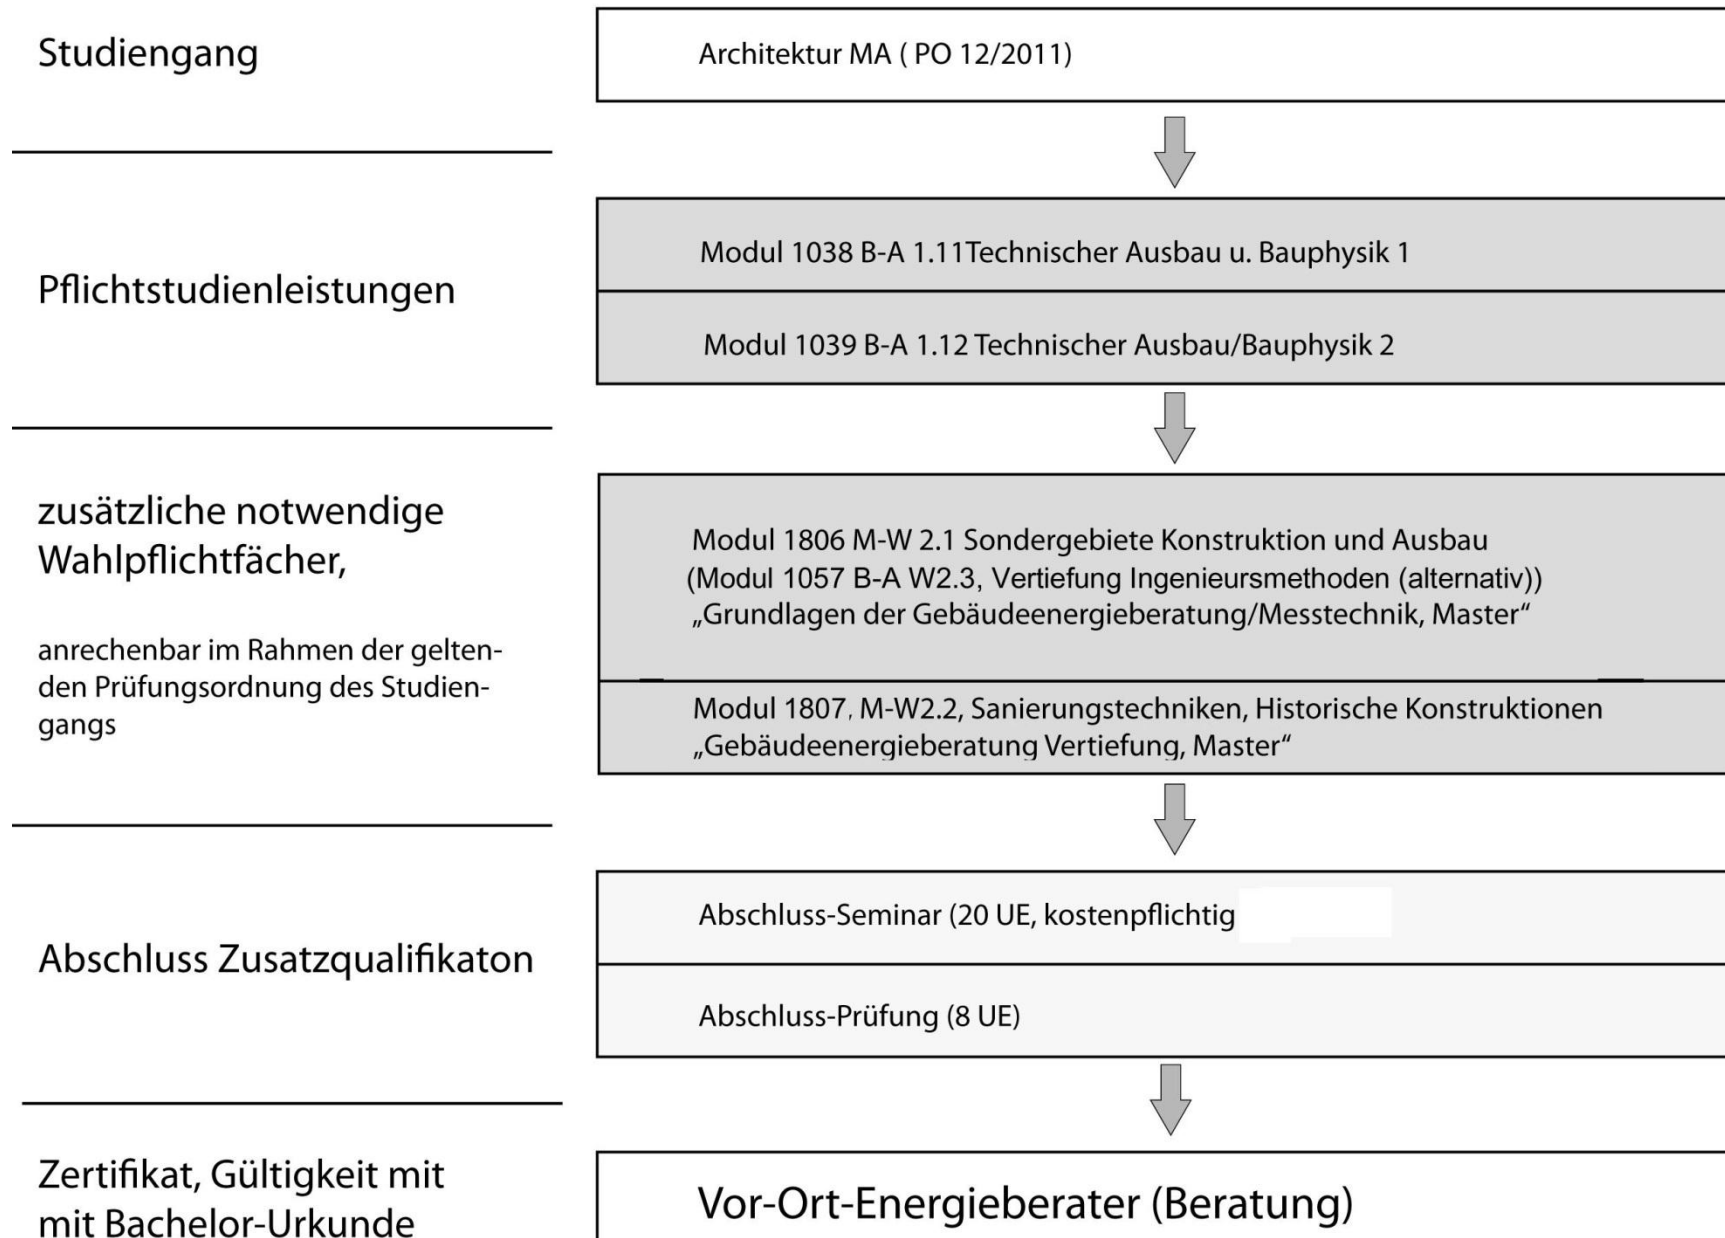 Studiengang
Architektur MA ( PO 12/2011)
Pflichtstudienleistungen
Modul 1038 B-A 1.11Technischer Ausbau u. Bauphysik 1
Modul 1039 B-A 1.12 Technischer Ausbau/Bauphysik 2
zusätzliche notwendige
Wahlpflichtfächer,
anrechenbar im Rahmen der gelten-
den Prüfungsordnung des Studien-
gangs
Modul 1806 M-W 2.1 Sondergebiete Konstruktion und Ausbau
(Modul 1057 B-A W2.3, Vertiefung Ingenieursmethoden (alternativ))
„Grundlagen der Gebäudeenergieberatung/Messtechnik, Master“
Modul 1807, M-W2.2, Sanierungstechniken, Historische Konstruktionen
„Gebäudeenergieberatung Vertiefung, Master“
Abschluss Zusatzqualifikaton
Abschluss-Seminar (20 UE, kostenpflichtig
Abschluss-Prüfung (8 UE)
Zertifikat, Gültigkeit mit
mit Bachelor-Urkunde
Vor-Ort-Energieberater (Beratung)